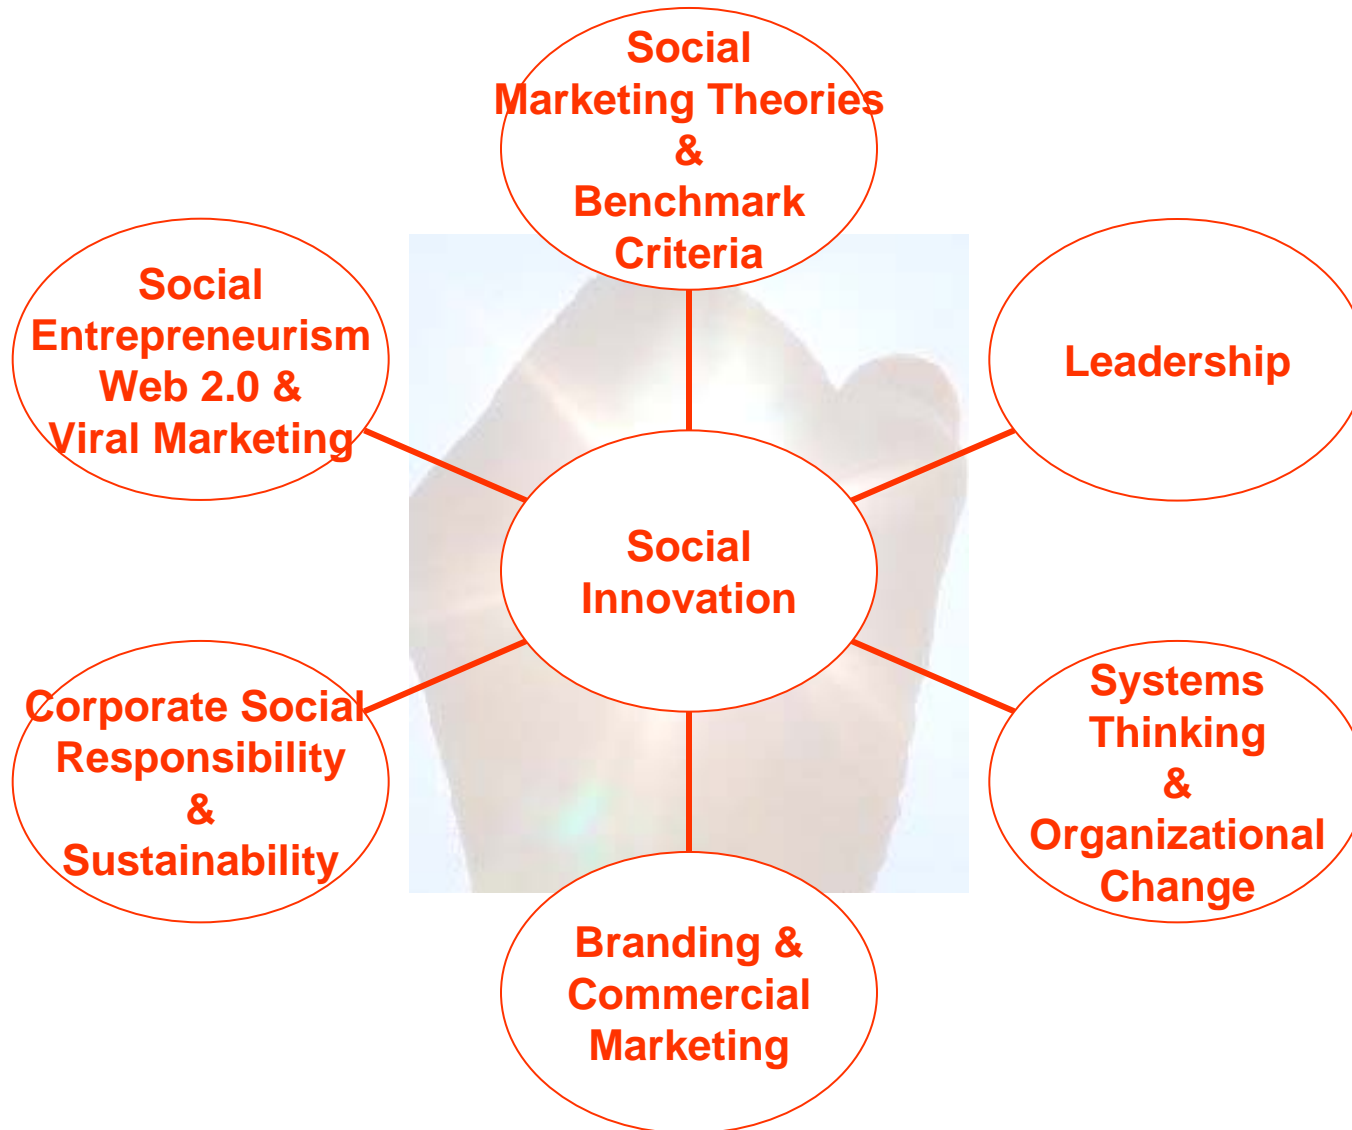 Social
Marketing Theories
&
Benchmark
Criteria
Social
Entrepreneurism
Web 2.0 &
Viral Marketing
Leadership
Social
Innovation
Corporate Social
Responsibility
&
Sustainability
Systems
Thinking
&
Organizational
Change
Branding &
Commercial
Marketing